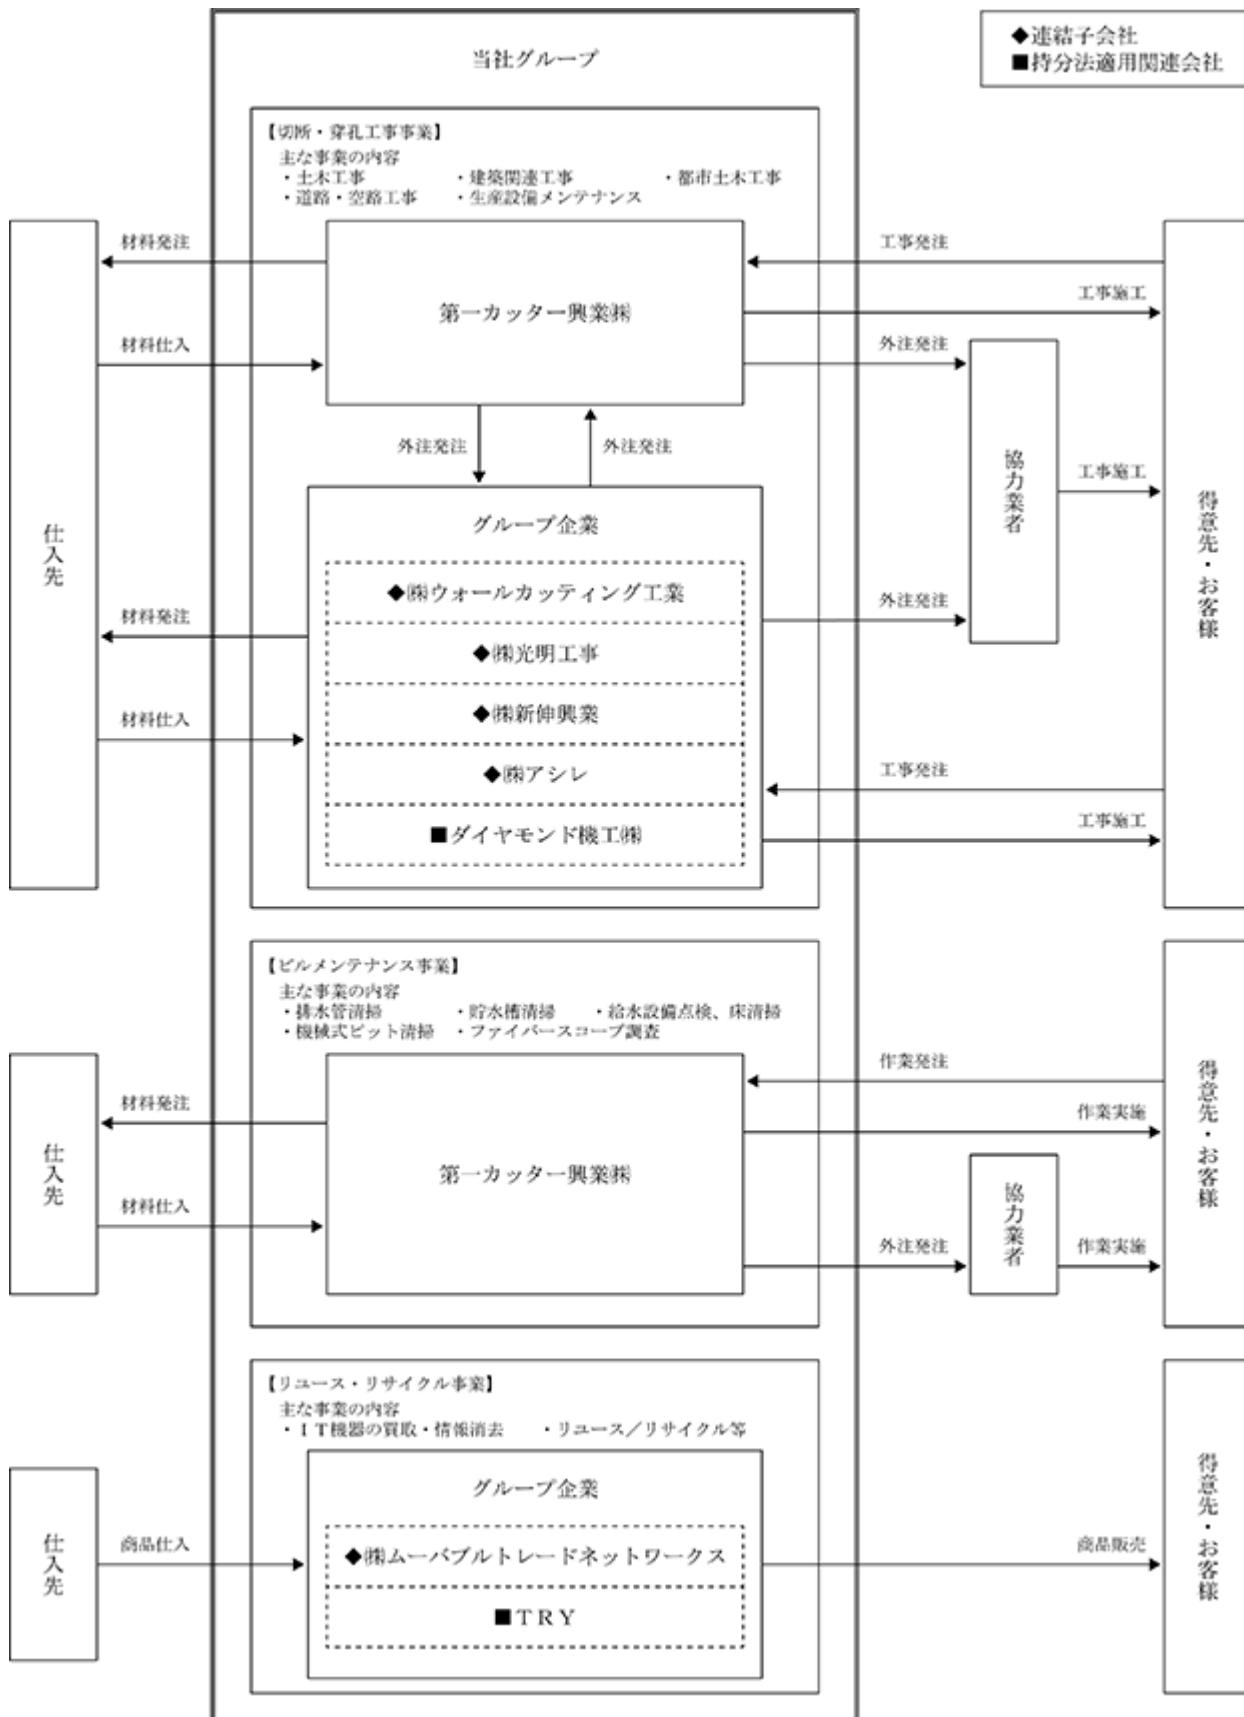 当社グループ
◆連結子会社
■持分法適用関連会社
【切断・穿孔工事事業】
主な事業の内容
・土木工事 ・建築関連工事 ・都市土木工事
・道路・空路工事 ・生産設備メンテナンス
材料発注
工事発注
第一カッター興業㈱
工事施工
材料仕入
外注発注
外注発注
外注発注
協力業者
工事施工
仕入先
得意先・お客様
グループ企業
◆㈱ウォールカッティング工業
外注発注
材料発注
◆㈱光明工事
◆㈱新伸興業
材料仕入
◆㈱アシレ
工事発注
■ダイヤモンド機工㈱
工事施工
【ビルメンテナンス事業】
主な事業の内容
・排水管清掃 ・貯水槽清掃 ・給水設備点検、床清掃
・機械式ピット清掃 ・ファイバースコープ調査
作業発注
材料発注
作業実施
仕入先
第一カッター興業㈱
得意先・お客様
材料仕入
協力業者
外注発注
作業実施
【リユース・リサイクル事業】
主な事業の内容
・ＩＴ機器の買取・情報消去 ・リユース／リサイクル等
グループ企業
仕入先
商品仕入
◆㈱ムーバブルトレードネットワークス
商品販売
得意先・お客様
■ＴＲＹ